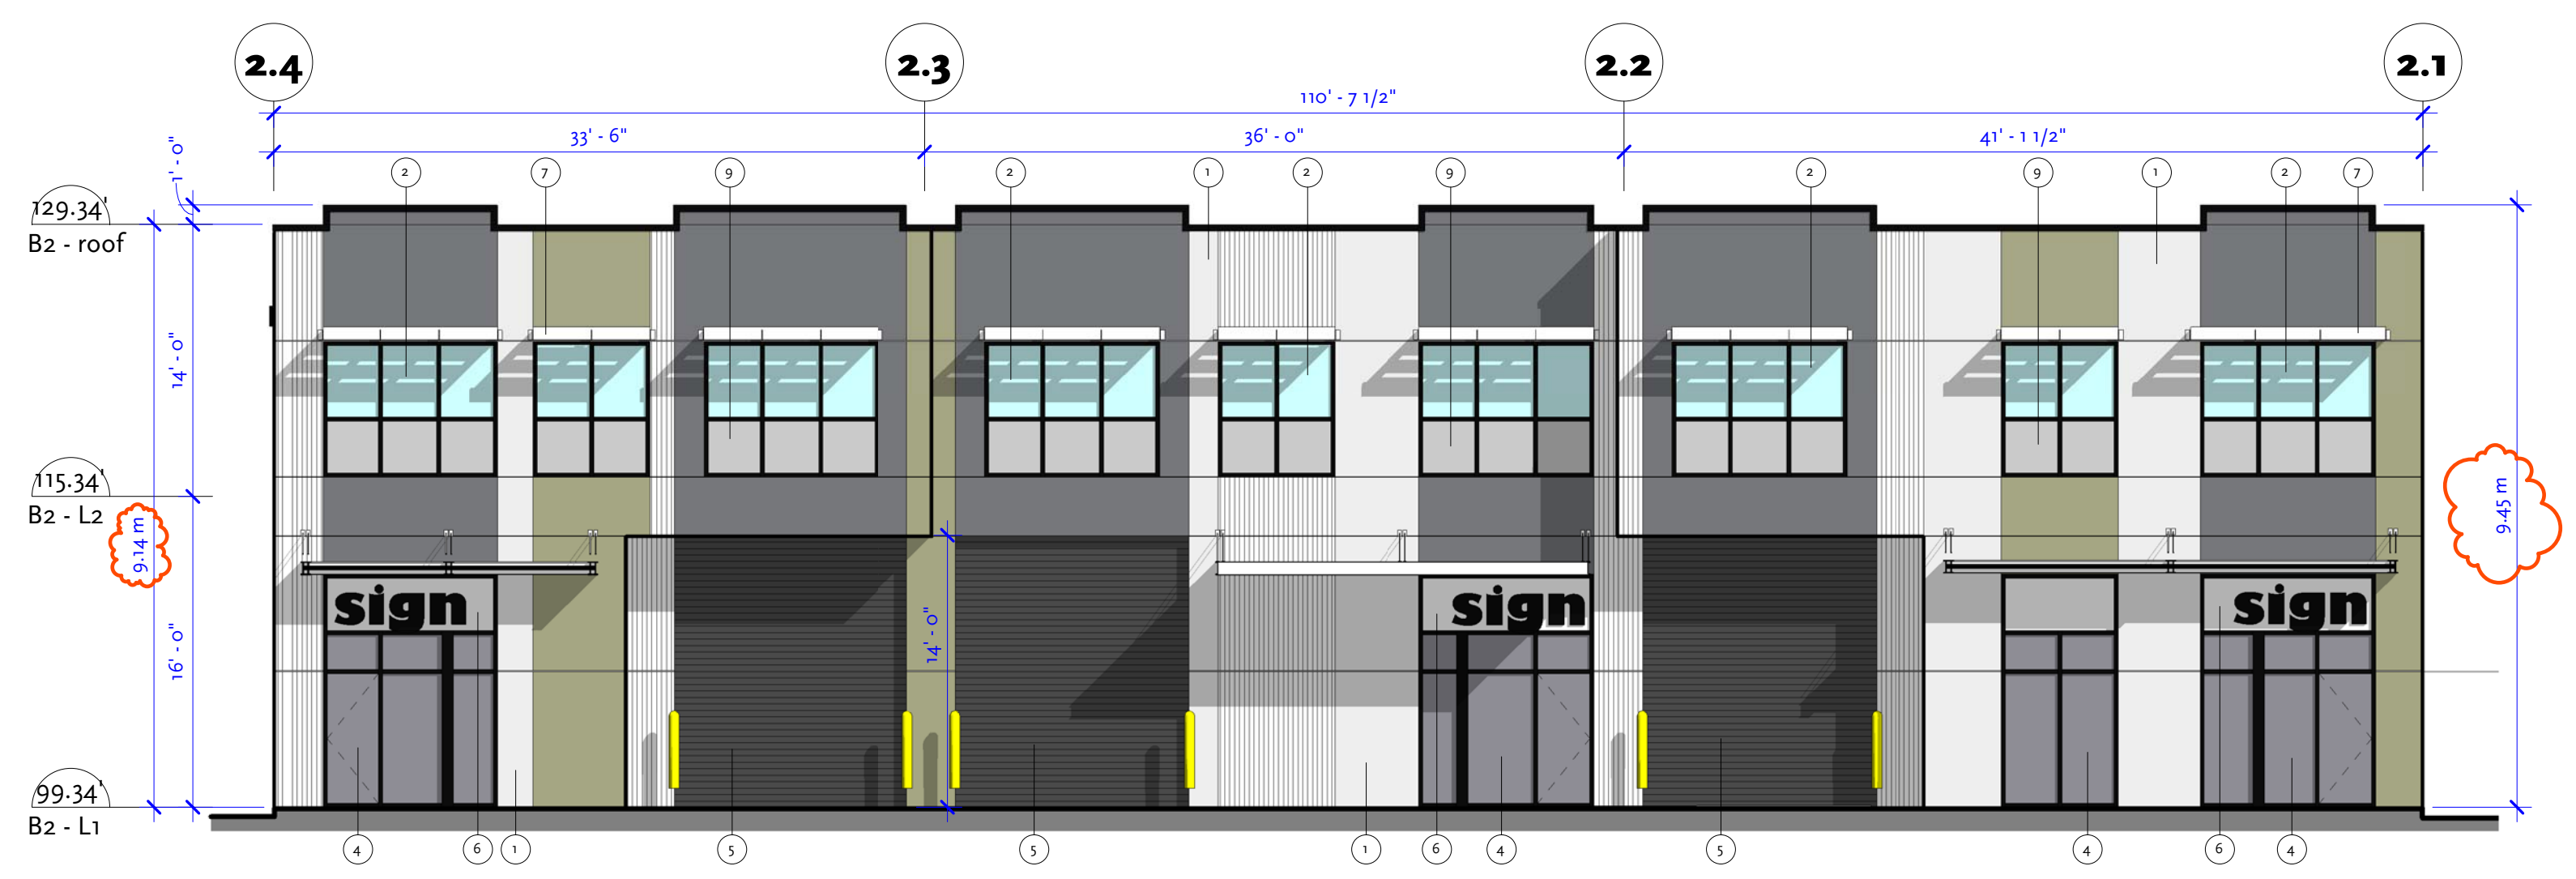 2.4 2.3 2.2 2.1
110' - 7 1/2"
33' - 6" 36' - 0" 41' - 1 1/2"
1' - 0"
2 7 9 2 1 2 9 2 9 1 2 7
129.34'
B2 - roof
14' - 0"
115.34'
B2 - L2
9.14 m
9.45 m
sign sign sign
16' - 0"
14' - 0"
99.34'
B2 - L1
4 6 1 5 5 1 6 4 5 4 6 4